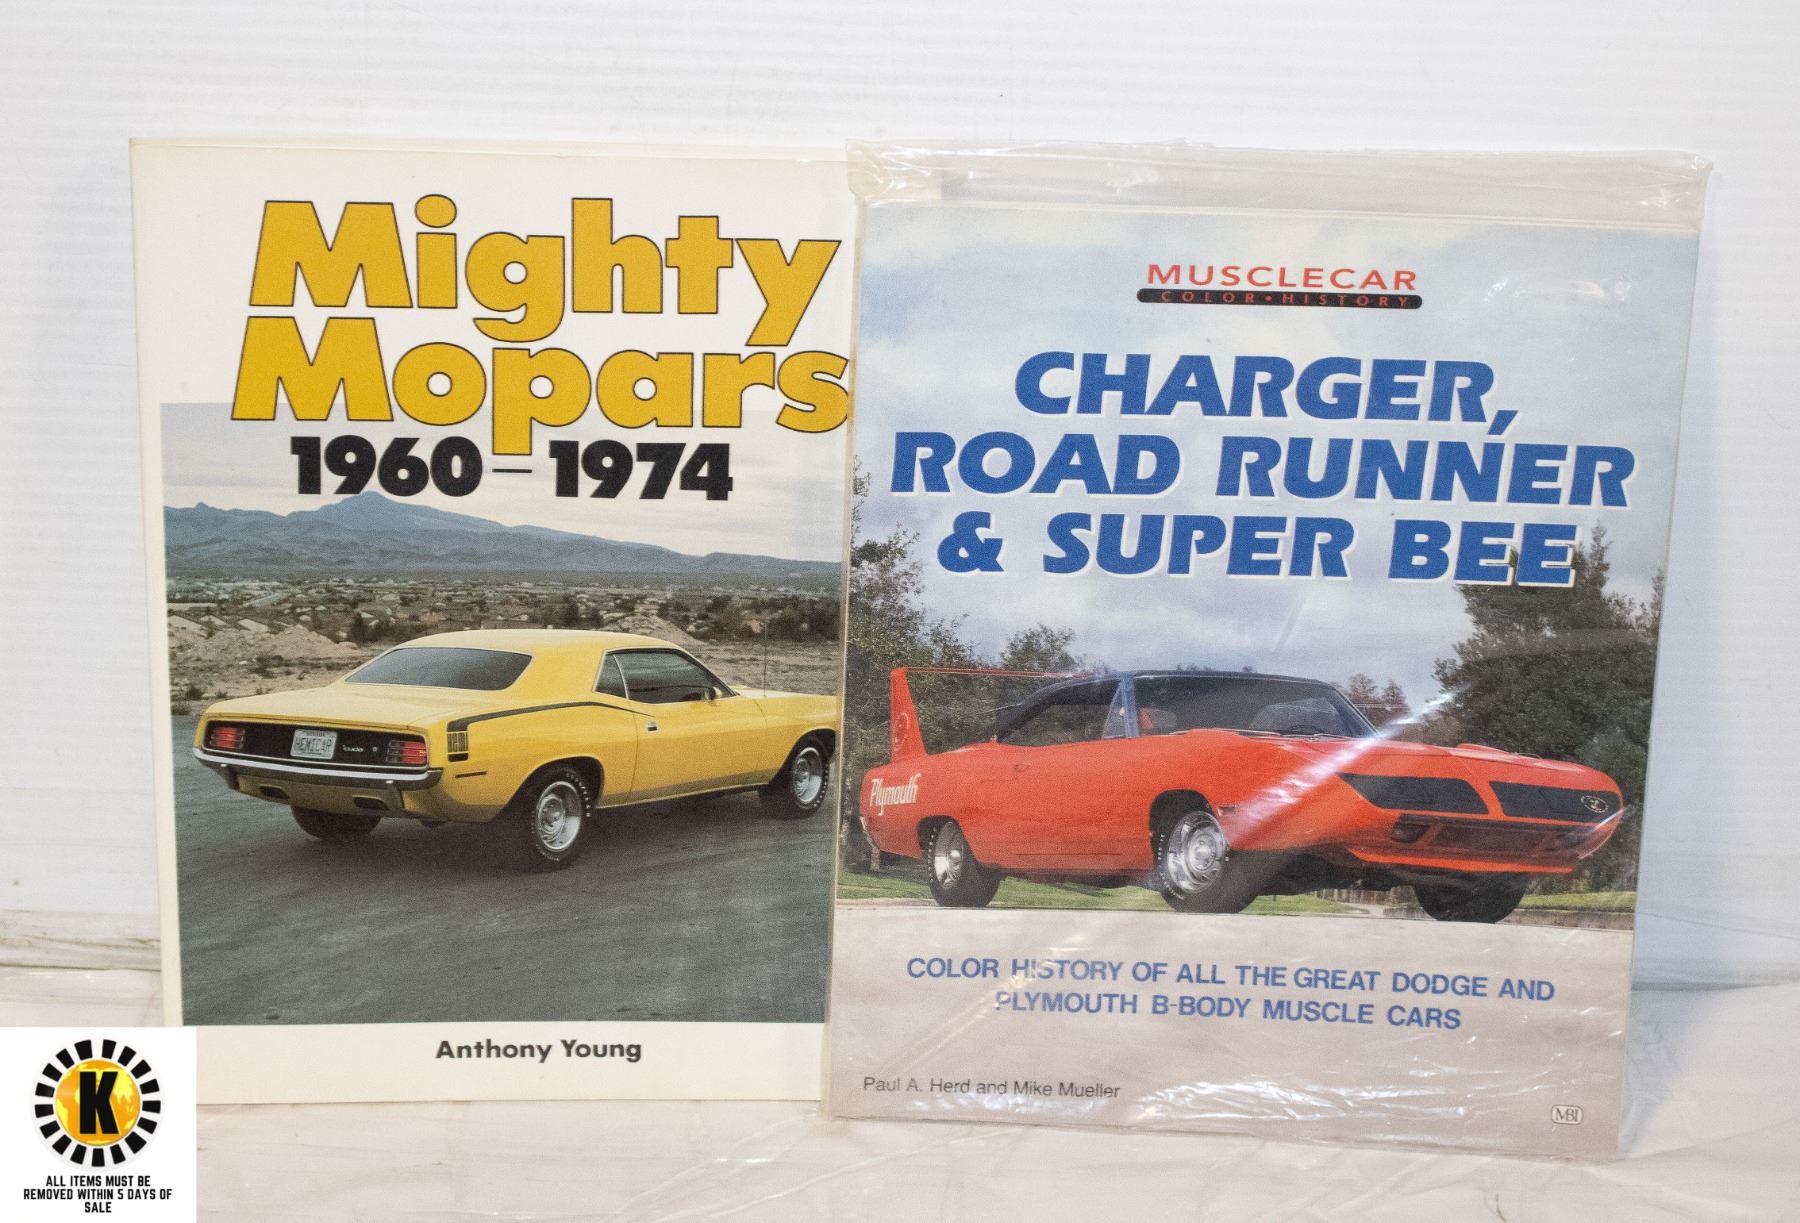 Mighty
Mopars
1960-1974
HEMICAR
Anthony Young
MUSCLECAR
COLOR • HISTORY
CHARGER,
ROAD RUNNER
& SUPER BEE
Plymouth
COLOR HISTORY OF ALL THE GREAT DODGE AND
PLYMOUTH B-BODY MUSCLE CARS
Paul A. Herd and Mike Mueller
MBI
K
ALL ITEMS MUST BE
REMOVED WITHIN 5 DAYS OF
SALE